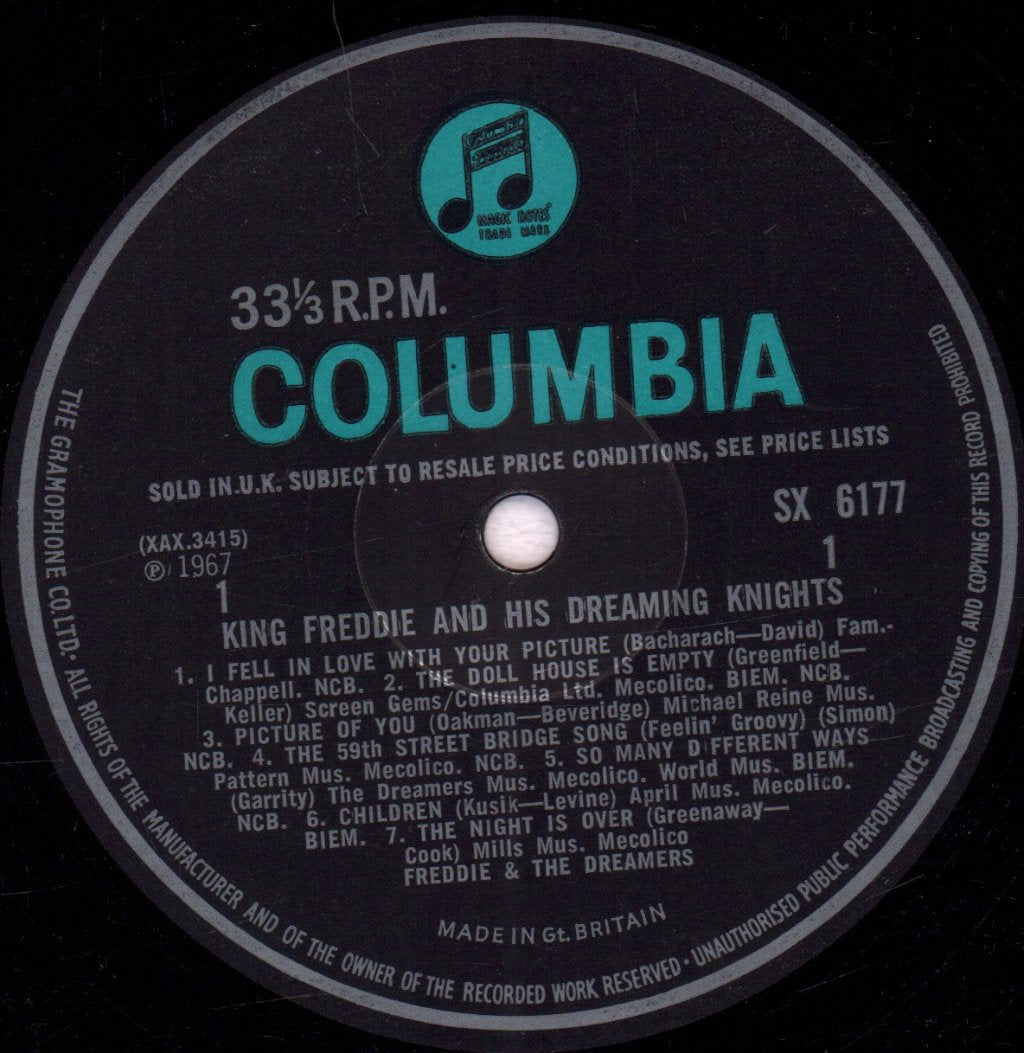 MAGIC NOTES
TRADE MARK
33⅓ R.P.M.
COLUMBIA
SOLD IN U.K. SUBJECT TO RESALE PRICE CONDITIONS, SEE PRICE LISTS
SX 6177
(XAX.3415)
Ⓟ 1967
1
1
KING FREDDIE AND HIS DREAMING KNIGHTS
1. I FELL IN LOVE WITH YOUR PICTURE (Bacharach—David) Fam.-
Chappell. NCB. 2. THE DOLL HOUSE IS EMPTY (Greenfield—
Keller) Screen Gems/Columbia Ltd. Mecolico. BIEM. NCB.
3. PICTURE OF YOU (Oakman—Beveridge) Michael Reine Mus.
NCB. 4. THE 59th STREET BRIDGE SONG (Feelin' Groovy) (Simon)
Pattern Mus. Mecolico. NCB. 5. SO MANY DIFFERENT WAYS
(Garrity) The Dreamers Mus. Mecolico. World Mus. BIEM.
NCB. 6. CHILDREN (Kusik—Levine) April Mus. Mecolico.
BIEM. 7. THE NIGHT IS OVER (Greenaway—
Cook) Mills Mus. Mecolico
FREDDIE & THE DREAMERS
MADE IN Gt. BRITAIN
THE GRAMOPHONE CO. LTD. · ALL RIGHTS OF THE MANUFACTURER AND OF THE OWNER OF THE RECORDED WORK RESERVED · UNAUTHORISED PUBLIC PERFORMANCE BROADCASTING AND COPYING OF THIS RECORD PROHIBITED